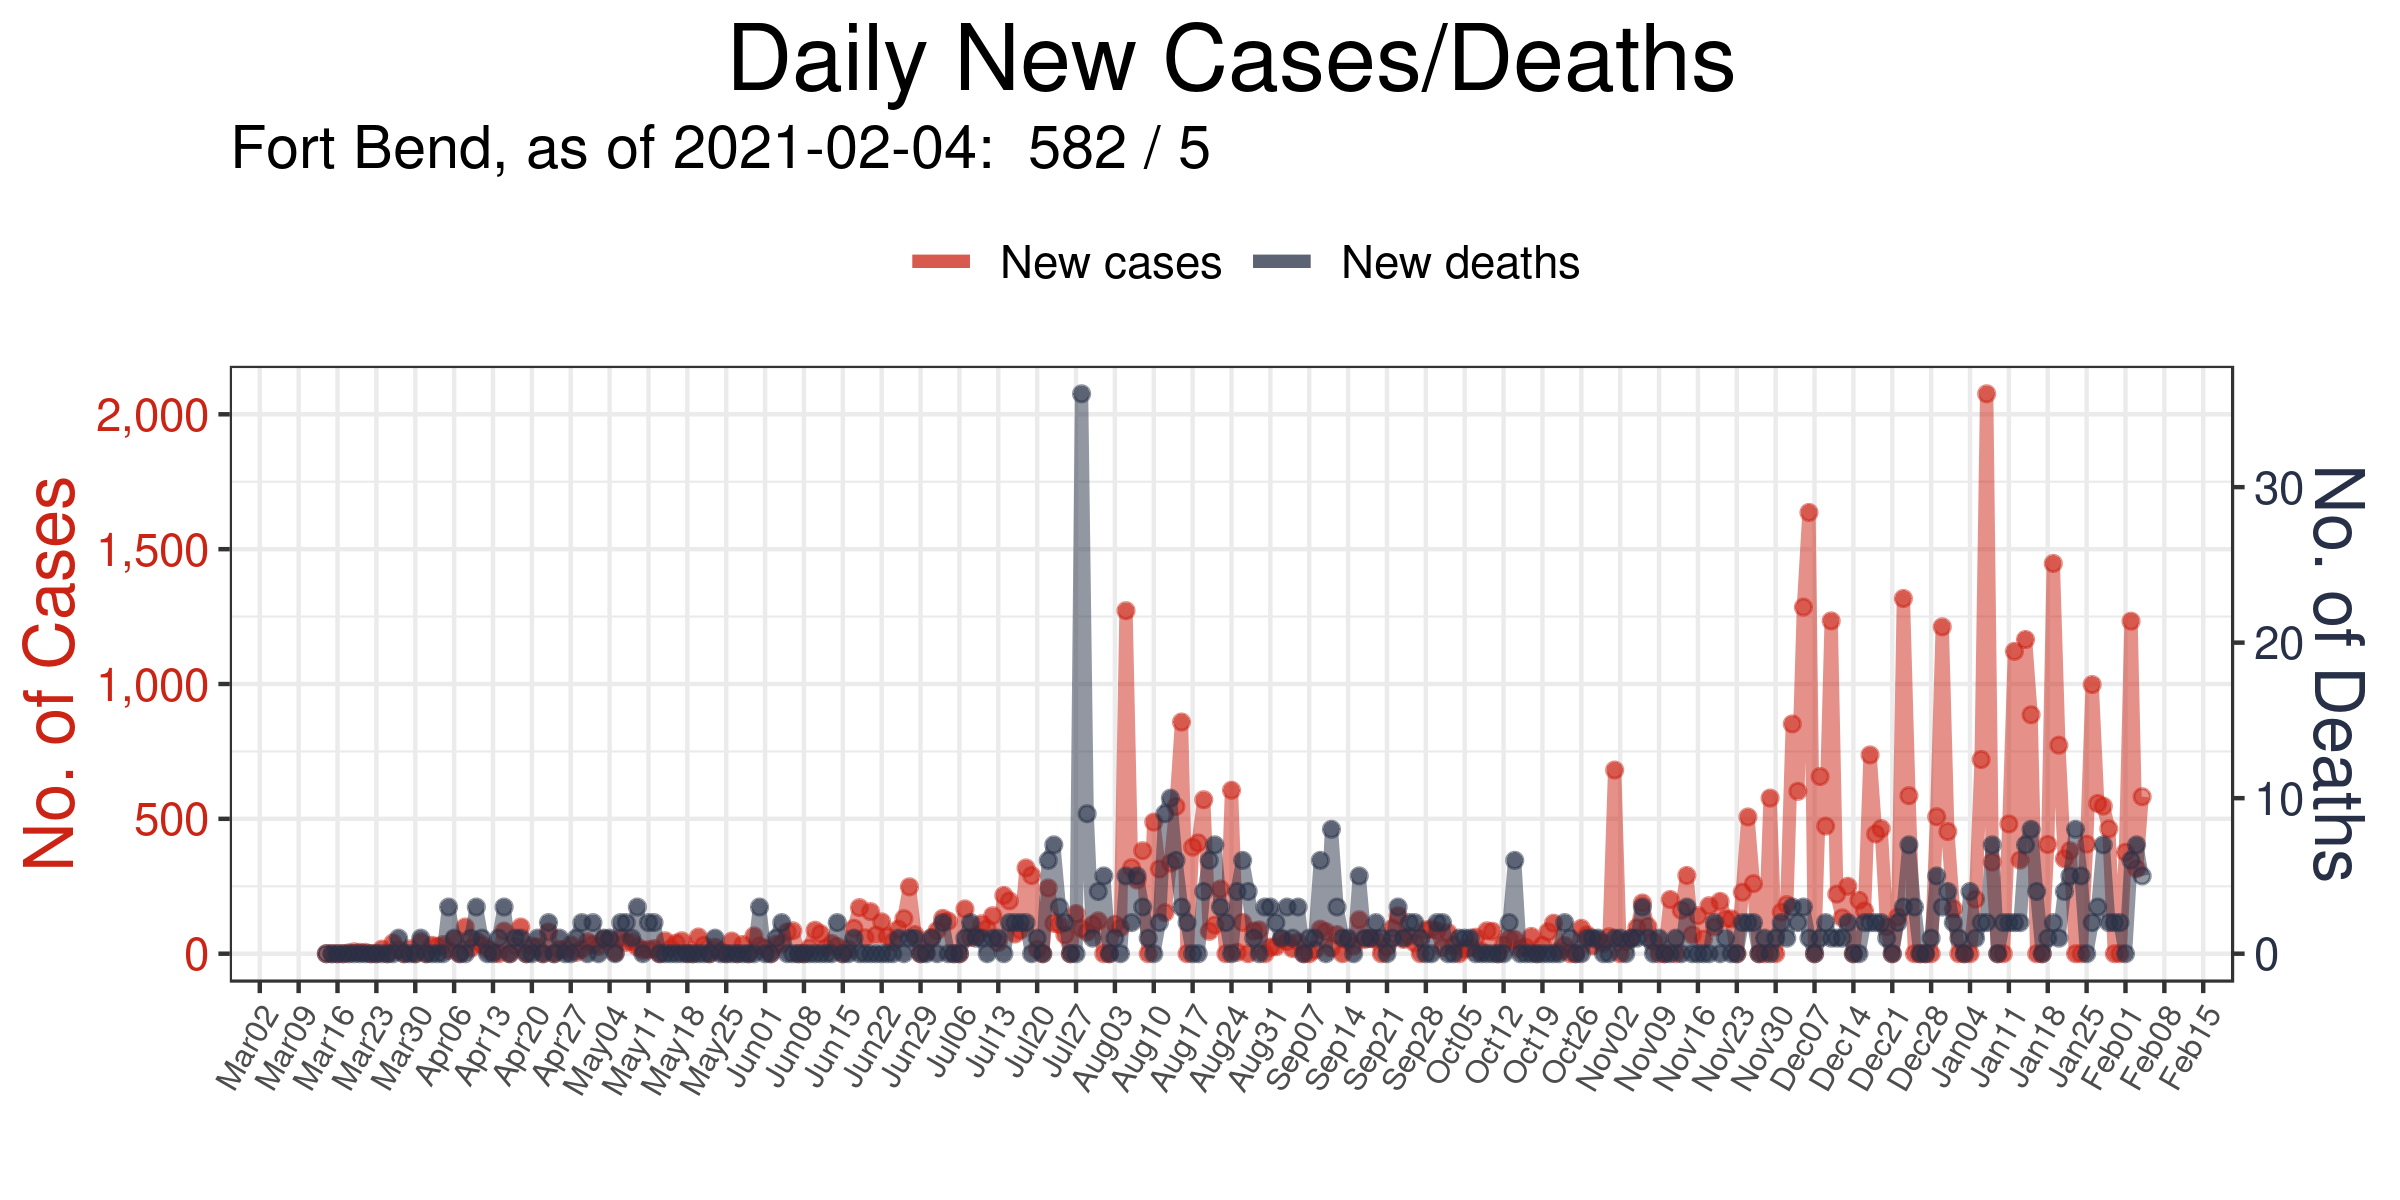 Daily New Cases/Deaths
Fort Bend, as of 2021-02-04:  582 / 5
New cases
New deaths
No. of Cases
2,000
1,500
1,000
500
0
30
20
10
0
No. of Deaths
Mar02
Mar09
Mar16
Mar23
Mar30
Apr06
Apr13
Apr20
Apr27
May04
May11
May18
May25
Jun01
Jun08
Jun15
Jun22
Jun29
Jul06
Jul13
Jul20
Jul27
Aug03
Aug10
Aug17
Aug24
Aug31
Sep07
Sep14
Sep21
Sep28
Oct05
Oct12
Oct19
Oct26
Nov02
Nov09
Nov16
Nov23
Nov30
Dec07
Dec14
Dec21
Dec28
Jan04
Jan11
Jan18
Jan25
Feb01
Feb08
Feb15